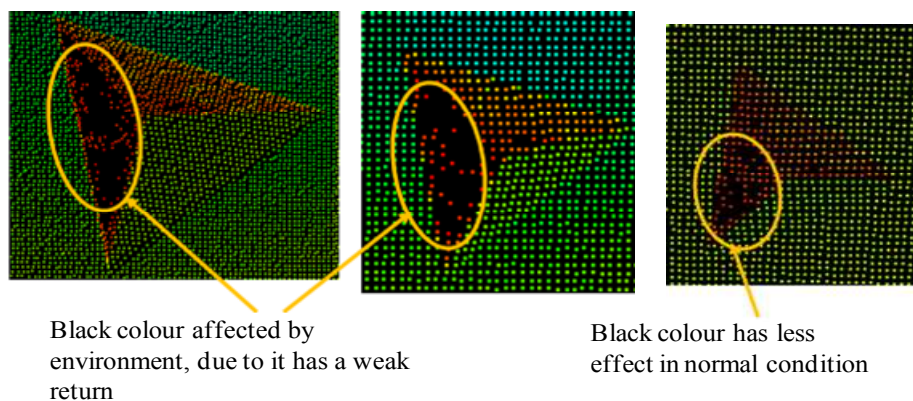 Black colour affected by
environment, due to it has a weak
return
Black colour has less
effect in normal condition